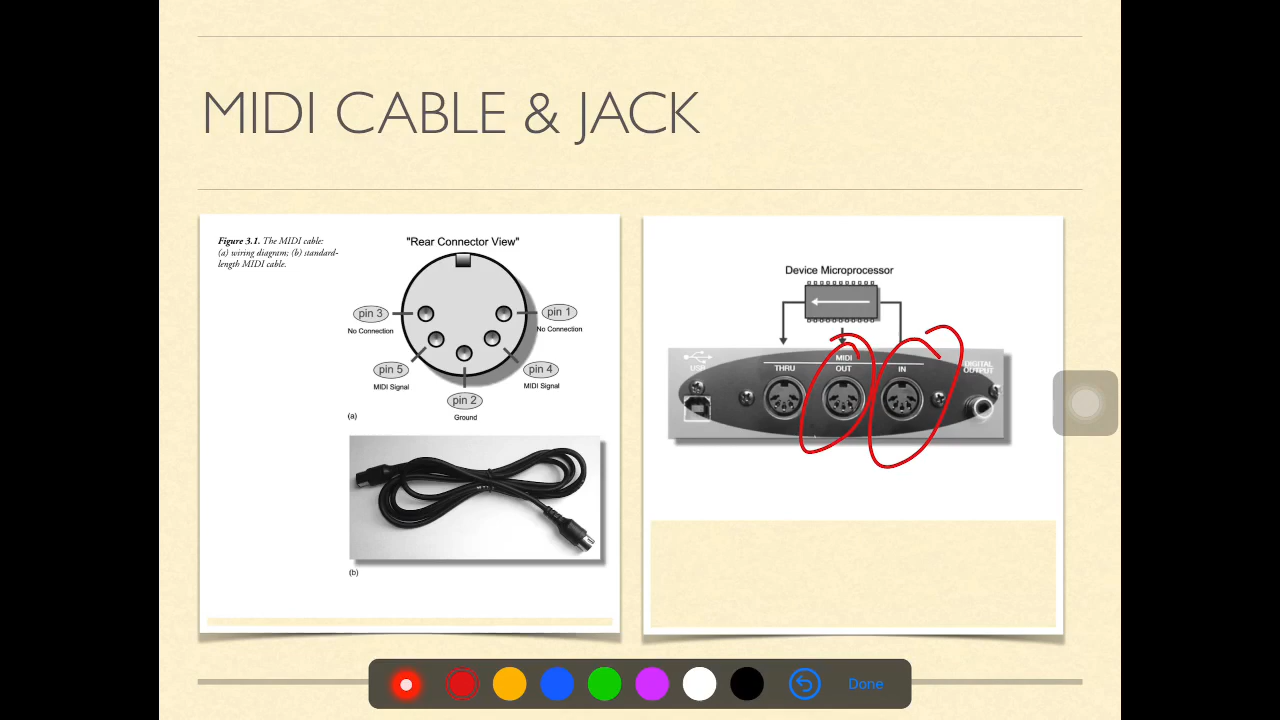 MIDI CABLE & JACK
Figure 3.1. The MIDI cable:
(a) wiring diagram; (b) standard-
length MIDI cable.
"Rear Connector View"
pin 3
No Connection
pin 1
No Connection
pin 5
MIDI Signal
pin 4
MIDI Signal
pin 2
Ground
(a)
(b)
Device Microprocessor
USB
MIDI
THRU
OUT
IN
DIGITAL
OUTPUT
Done